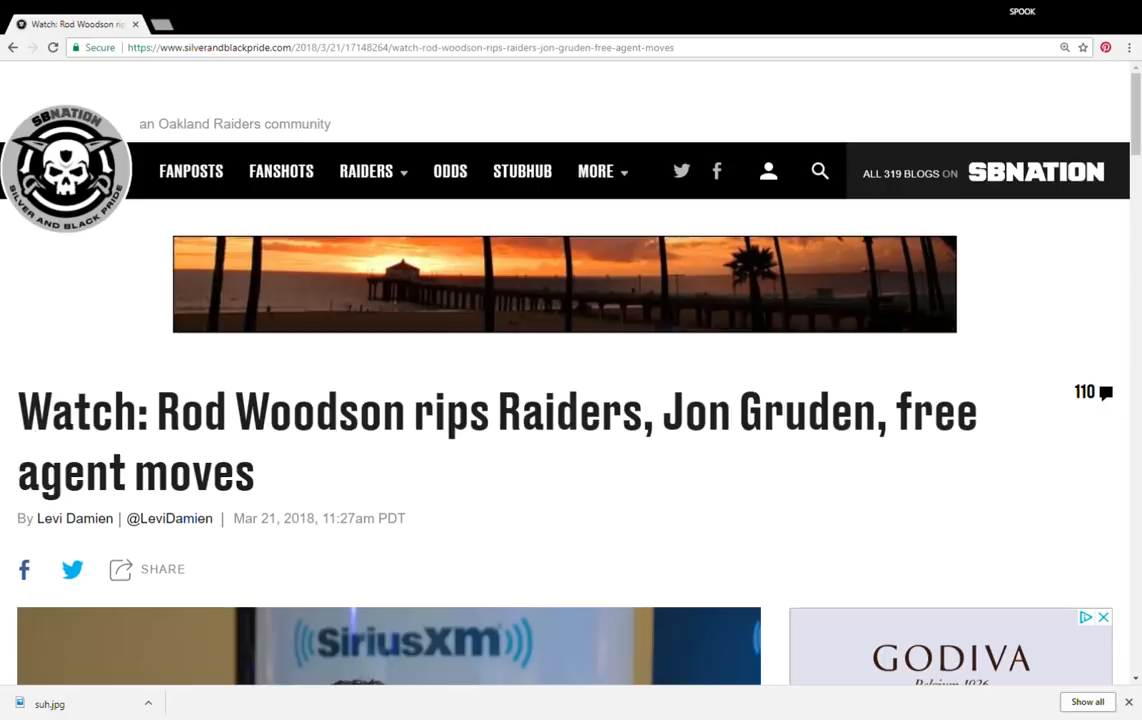 SPOOK
Watch: Rod Woodson rip
Secure
https://www.silverandblackpride.com/2018/3/21/17148264/watch-rod-woodson-rips-raiders-jon-gruden-free-agent-moves
SBNATION
SILVER AND BLACK PRIDE
an Oakland Raiders community
FANPOSTS FANSHOTS RAIDERS ODDS STUBHUB MORE
ALL 319 BLOGS ON SBNATION
Watch: Rod Woodson rips Raiders, Jon Gruden, free
agent moves
110
By Levi Damien | @LeviDamien | Mar 21, 2018, 11:27am PDT
SHARE
SiriusXM
GODIVA
Belgium 1926
suh.jpg
Show all